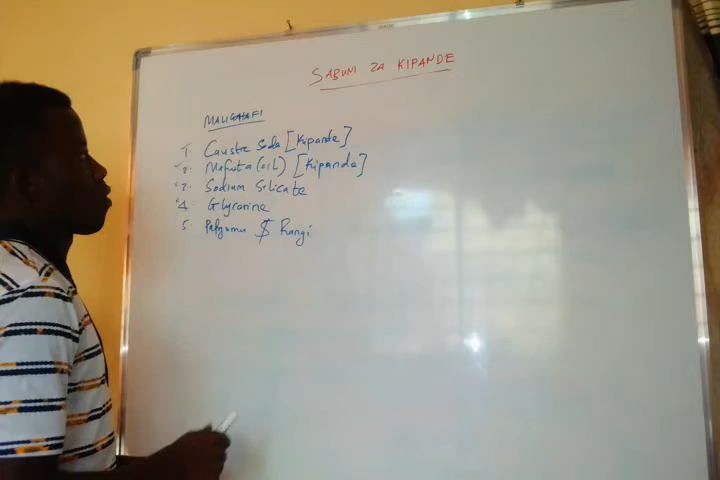 SABUNI ZA KIPANDE
MALIGHAFI
1. Caustic Soda [Kipande]
2. Mafuta (oil) [Kipande]
3. Sodium Silicate
4. Glycerine
5. Pafyumu $ Rangi